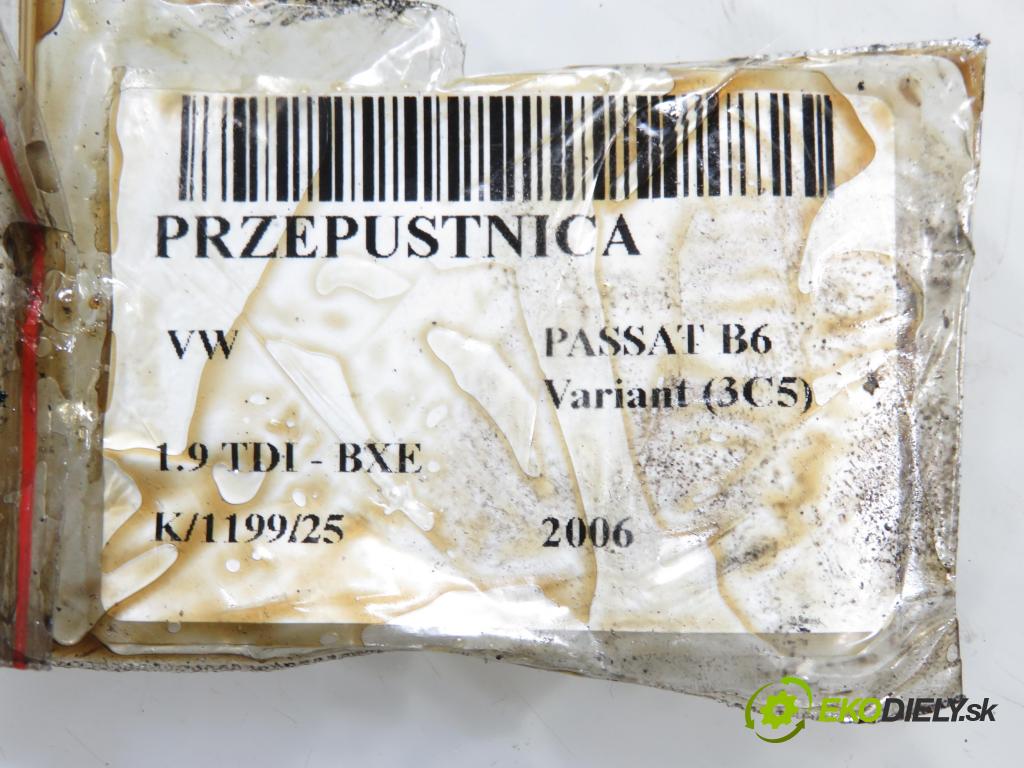 PRZEPUSTNICA
VW PASSAT B6
Variant (3C5)
1.9 TDI - BXE
K/1199/25 2006
EKODIELY.sk